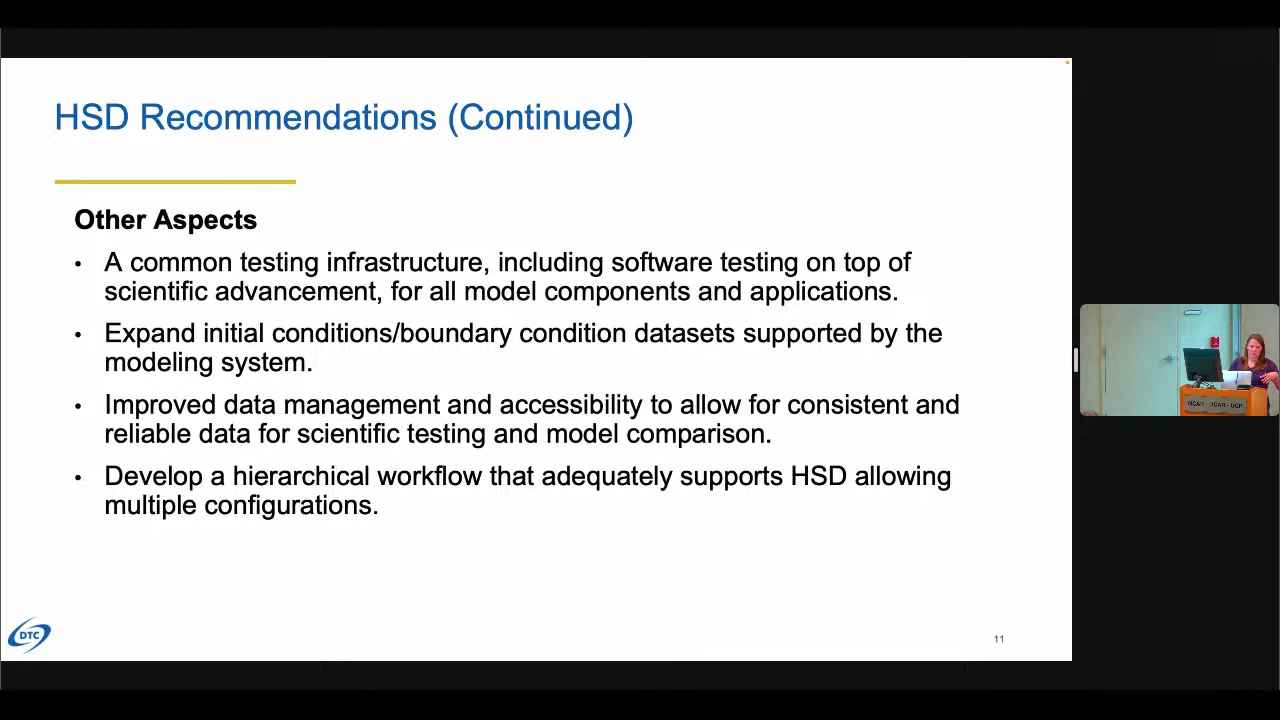 HSD Recommendations (Continued)
Other Aspects
• A common testing infrastructure, including software testing on top of
scientific advancement, for all model components and applications.
• Expand initial conditions/boundary condition datasets supported by the
modeling system.
• Improved data management and accessibility to allow for consistent and
reliable data for scientific testing and model comparison.
• Develop a hierarchical workflow that adequately supports HSD allowing
multiple configurations.
DTC
11
NCAR - UCAR - UCP